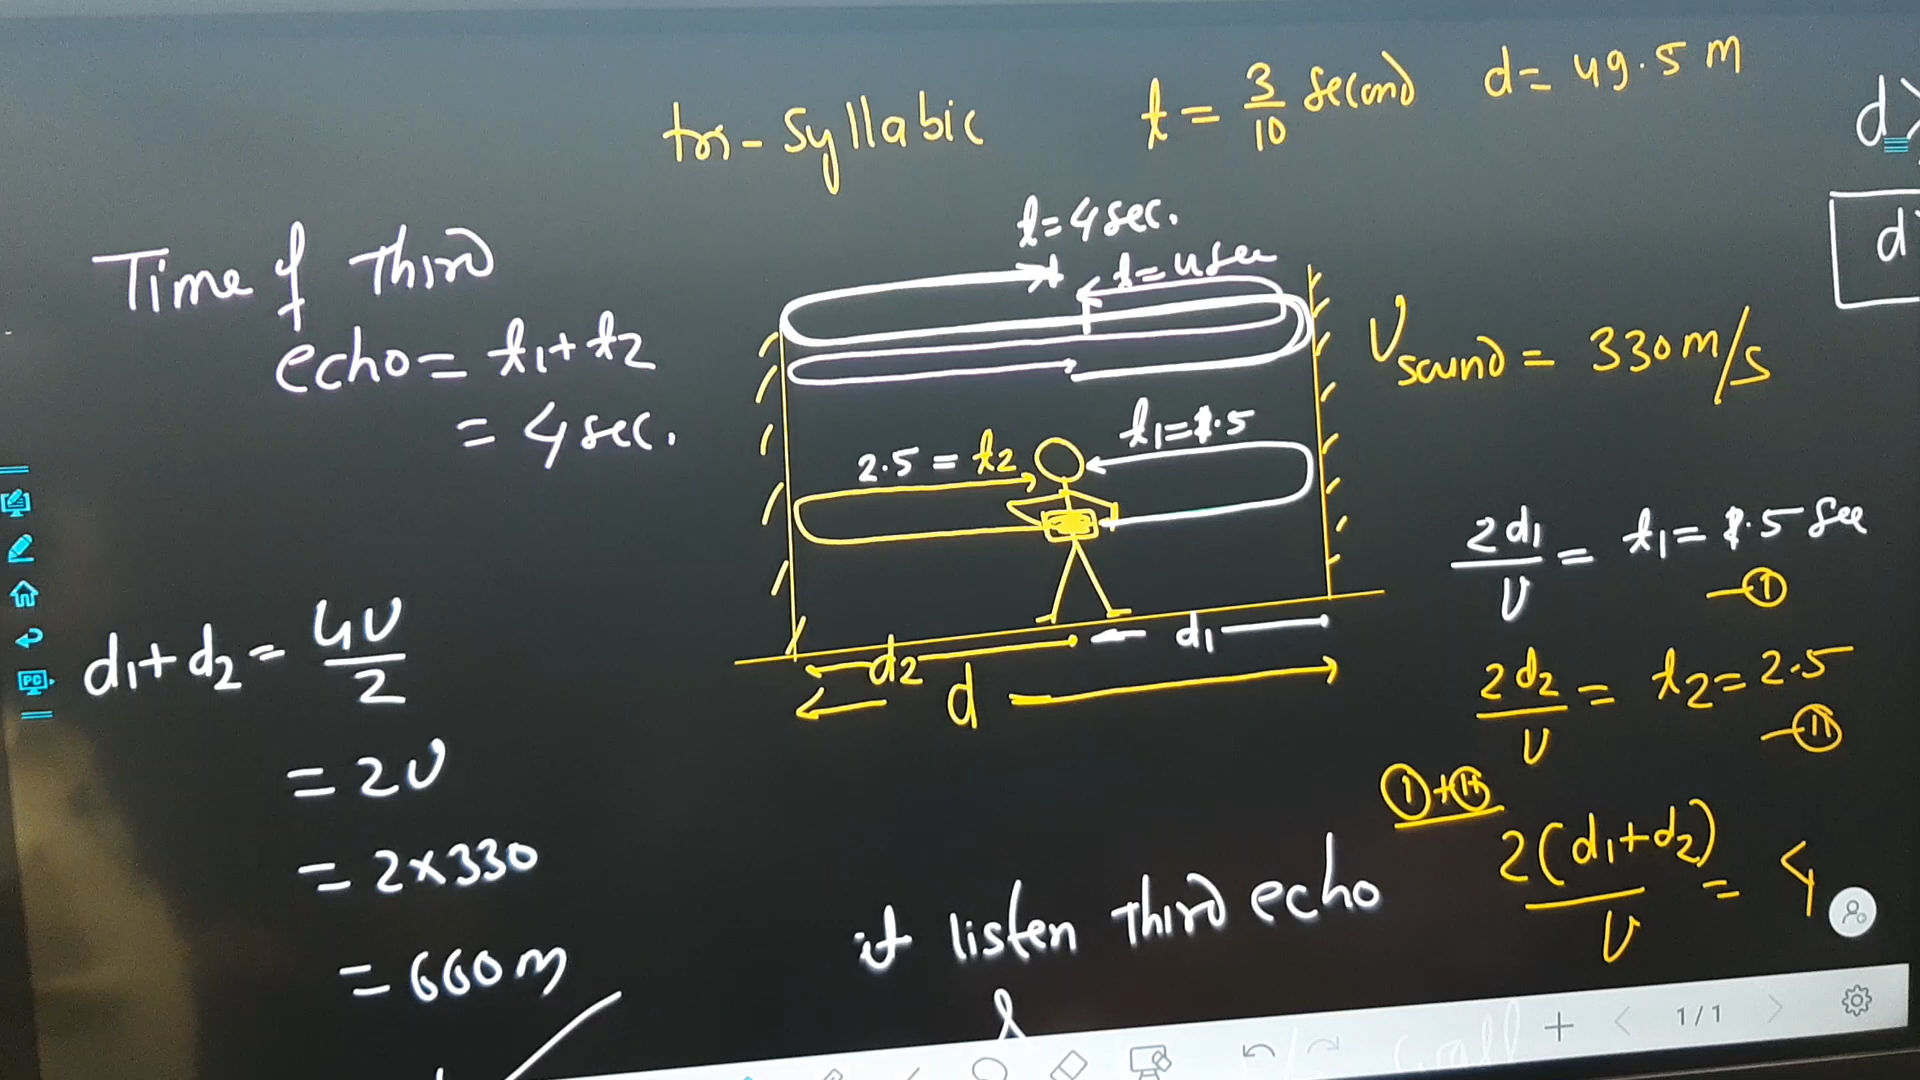 tri-syllabic t = 3/10 second d = 49.5 m
d>
d
Time of Third
echo = t1 + t2
= 4 sec.
t = 4 sec.
t = 4 sec
Vsound = 330 m/s
2.5 = t2
t1 = 1.5
d2
d1
d
2d1/V = t1 = 1.5 sec
—①
2d2/V = t2 = 2.5
—②
①+②
2(d1+d2)/V = 4
d1 + d2 = 4V/2
= 2V
= 2×330
= 660 m
it listen Third echo
1/1
wall
PC